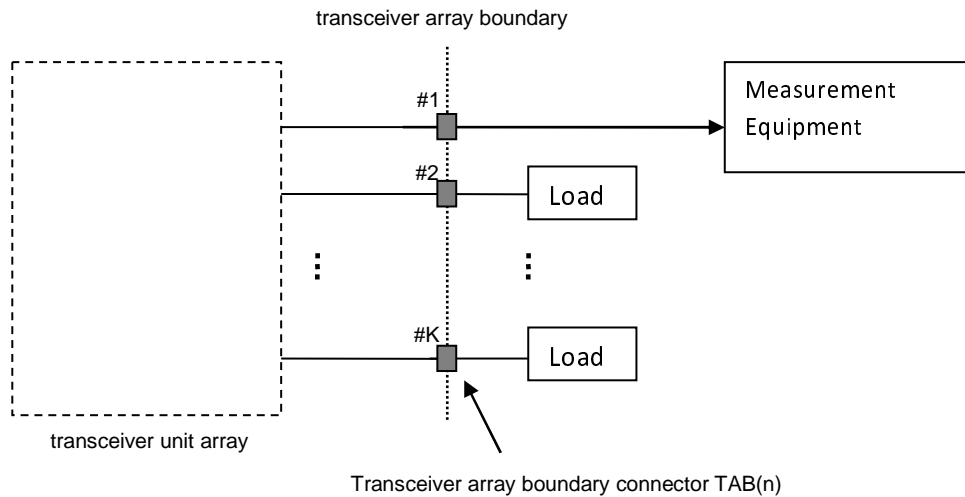 transceiver array boundary
#1
Measurement
Equipment
#2
Load
#K
Load
transceiver unit array
Transceiver array boundary connector TAB(n)